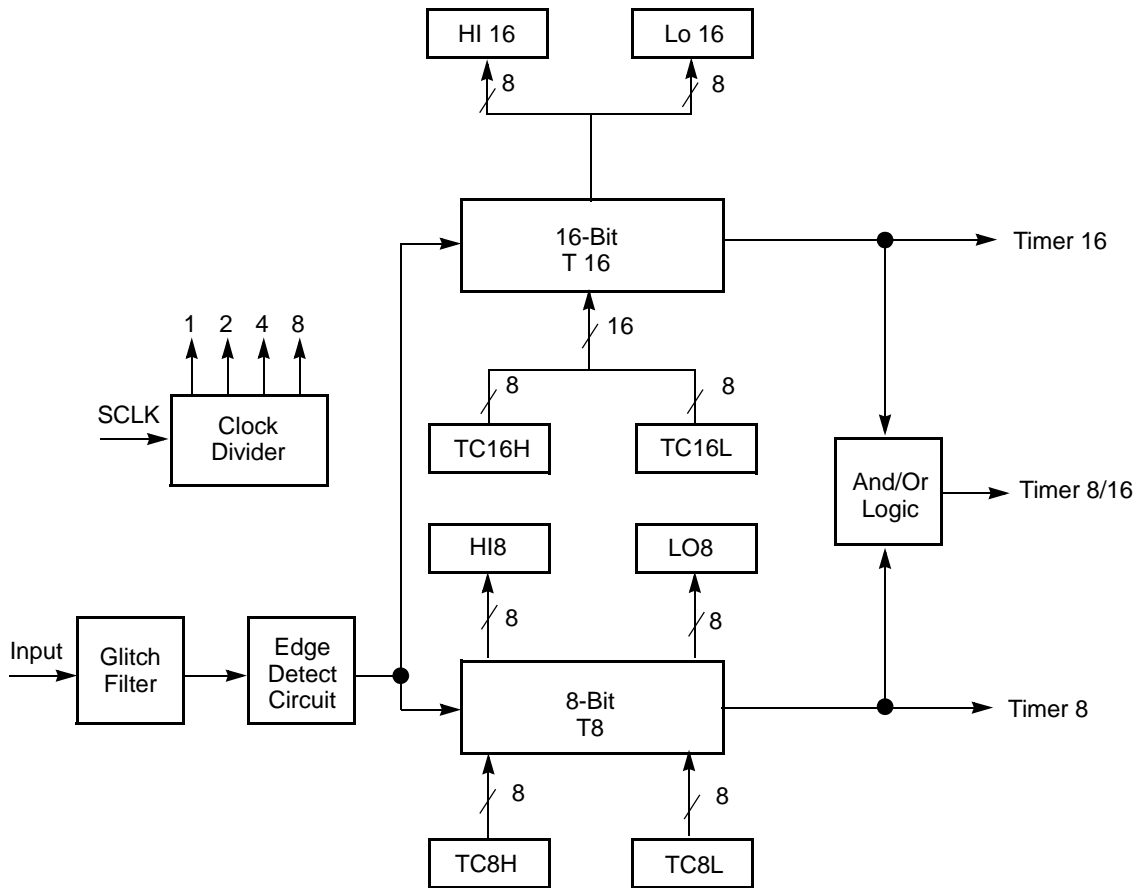 HI 16
Lo 16
8
8
16-Bit
T 16
Timer 16
16
1 2 4 8
8
8
SCLK
Clock
Divider
TC16H
TC16L
And/Or
Logic
Timer 8/16
HI8
LO8
8
8
Input
Glitch
Filter
Edge
Detect
Circuit
8-Bit
T8
Timer 8
8
8
TC8H
TC8L